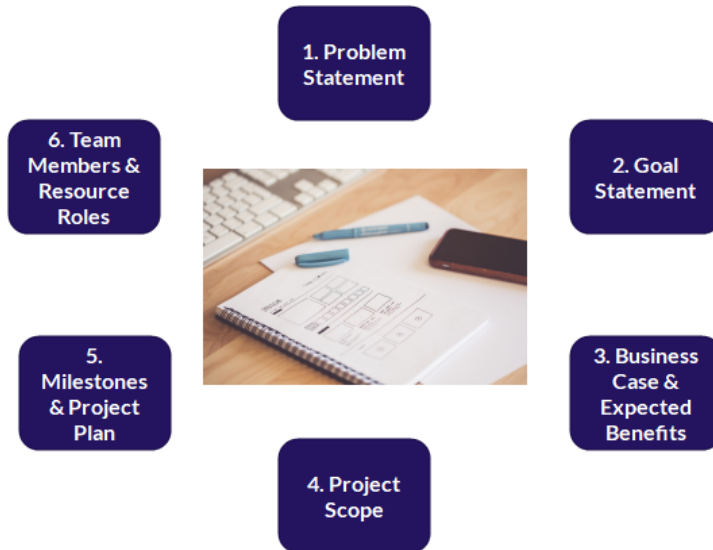 1. Problem
Statement
2. Goal
Statement
3. Business
Case &
Expected
Benefits
4. Project
Scope
5.
Milestones
& Project
Plan
6. Team
Members &
Resource
Roles